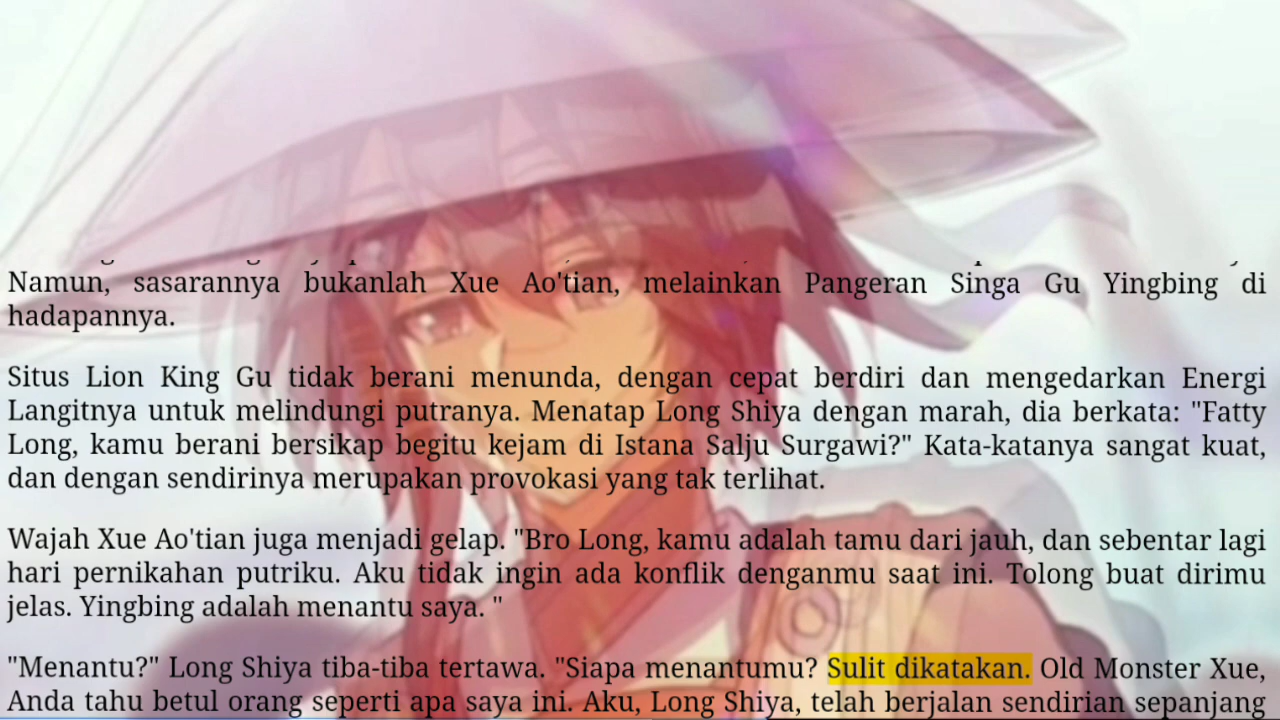 Namun, sasarannya bukanlah Xue Ao'tian, melainkan Pangeran Singa Gu Yingbing di
hadapannya.
Situs Lion King Gu tidak berani menunda, dengan cepat berdiri dan mengedarkan Energi
Langitnya untuk melindungi putranya. Menatap Long Shiya dengan marah, dia berkata: "Fatty
Long, kamu berani bersikap begitu kejam di Istana Salju Surgawi?" Kata-katanya sangat kuat,
dan dengan sendirinya merupakan provokasi yang tak terlihat.
Wajah Xue Ao'tian juga menjadi gelap. "Bro Long, kamu adalah tamu dari jauh, dan sebentar lagi
hari pernikahan putriku. Aku tidak ingin ada konflik denganmu saat ini. Tolong buat dirimu
jelas. Yingbing adalah menantu saya. "
"Menantu?" Long Shiya tiba-tiba tertawa. "Siapa menantumu? Sulit dikatakan. Old Monster Xue,
Anda tahu betul orang seperti apa saya ini. Aku, Long Shiya, telah berjalan sendirian sepanjang